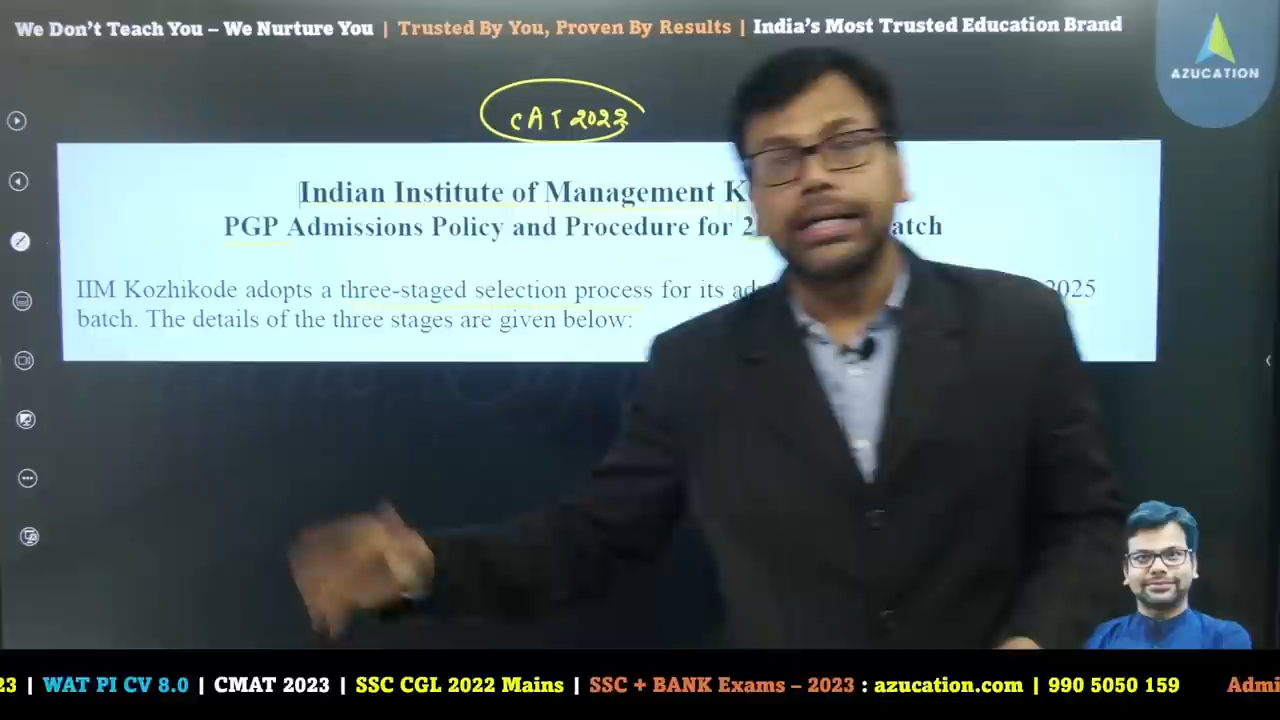 We Don't Teach You – We Nurture You | Trusted By You, Proven By Results | India's Most Trusted Education Brand
AZUCATION
CAT 2022
Indian Institute of Management K
PGP Admissions Policy and Procedure for 2 atch
IIM Kozhikode adopts a three-staged selection process for its ad 2025
batch. The details of the three stages are given below:
23 | WAT PI CV 8.0 | CMAT 2023 | SSC CGL 2022 Mains | SSC + BANK Exams – 2023 : azucation.com | 990 5050 159 Admi